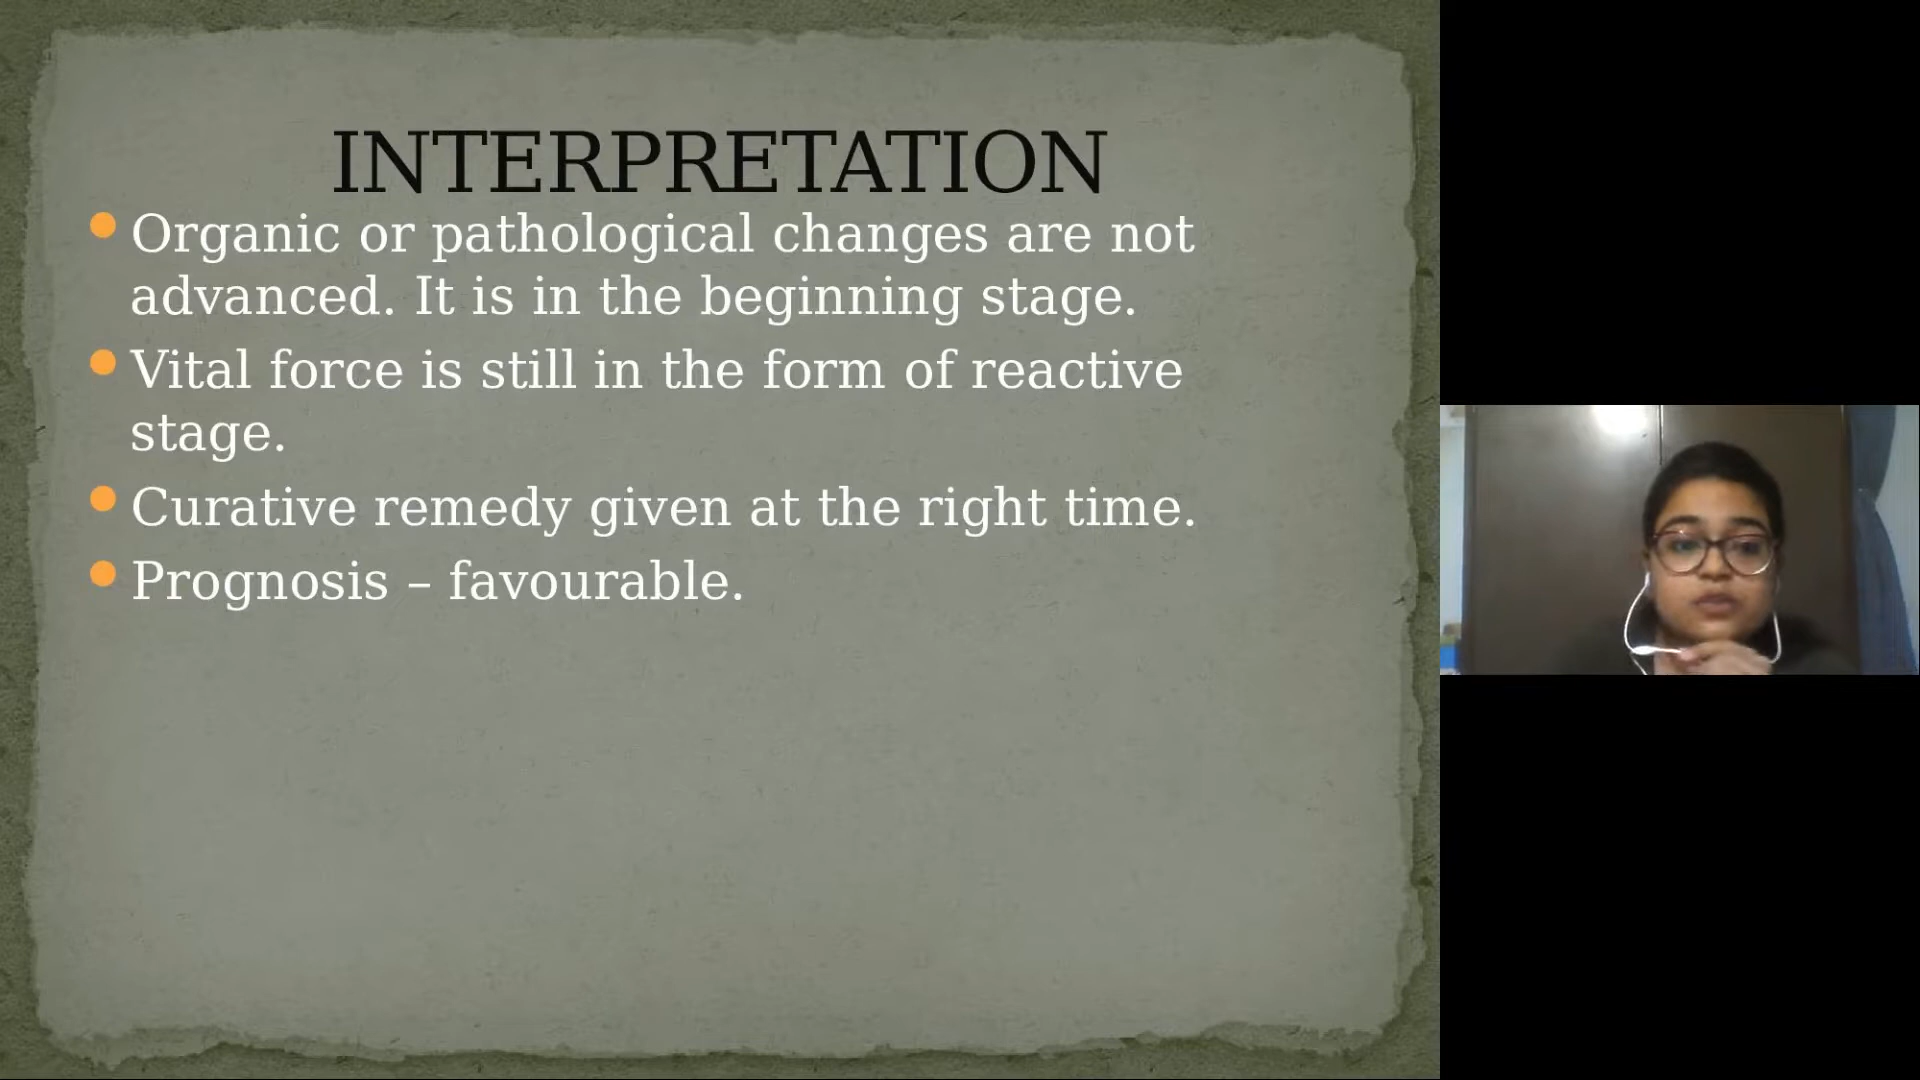 INTERPRETATION
Organic or pathological changes are not
advanced. It is in the beginning stage.
Vital force is still in the form of reactive
stage.
Curative remedy given at the right time.
Prognosis – favourable.